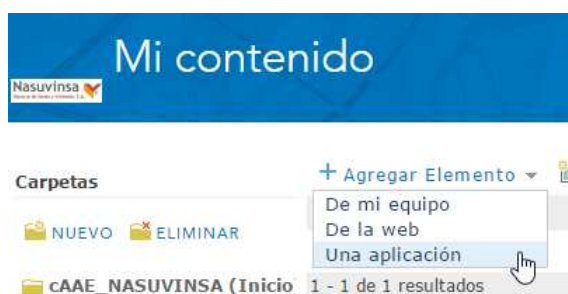 Mi contenido
Nasuvinsa
Carpetas
+ Agregar Elemento
De mi equipo
De la web
Una aplicación
NUEVO ELIMINAR
cAAE_NASUVINSA (Inicio
1 - 1 de 1 resultados